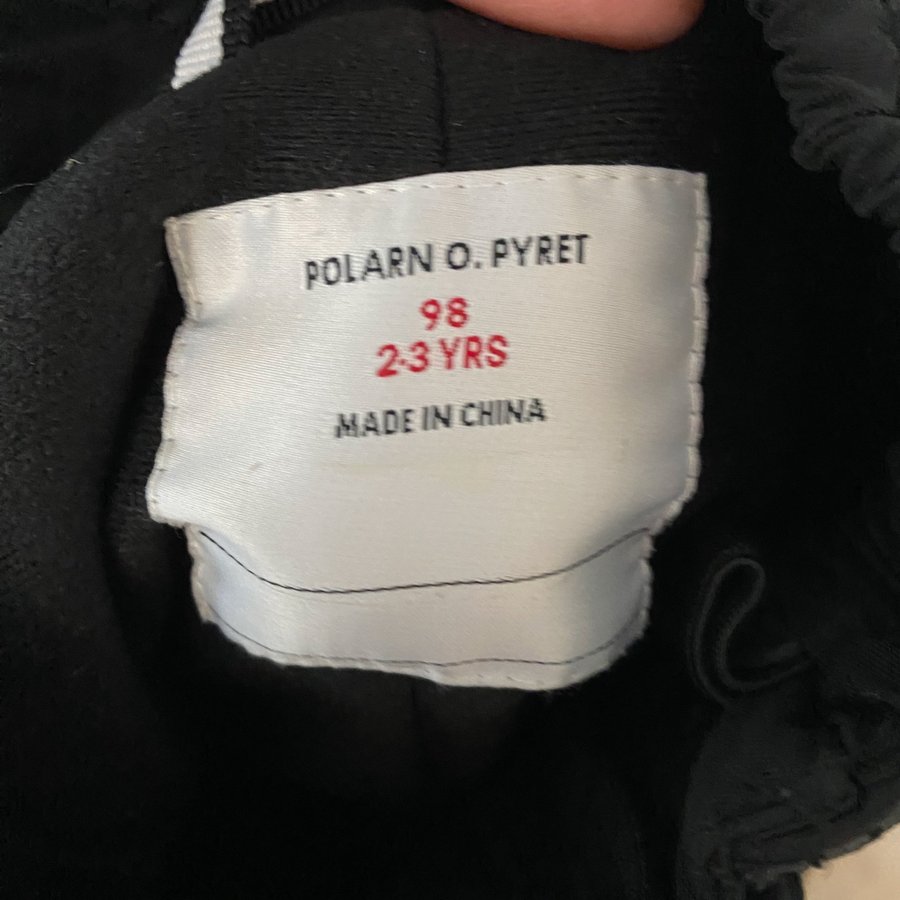 POLARN O. PYRET
98
2-3 YRS
MADE IN CHINA